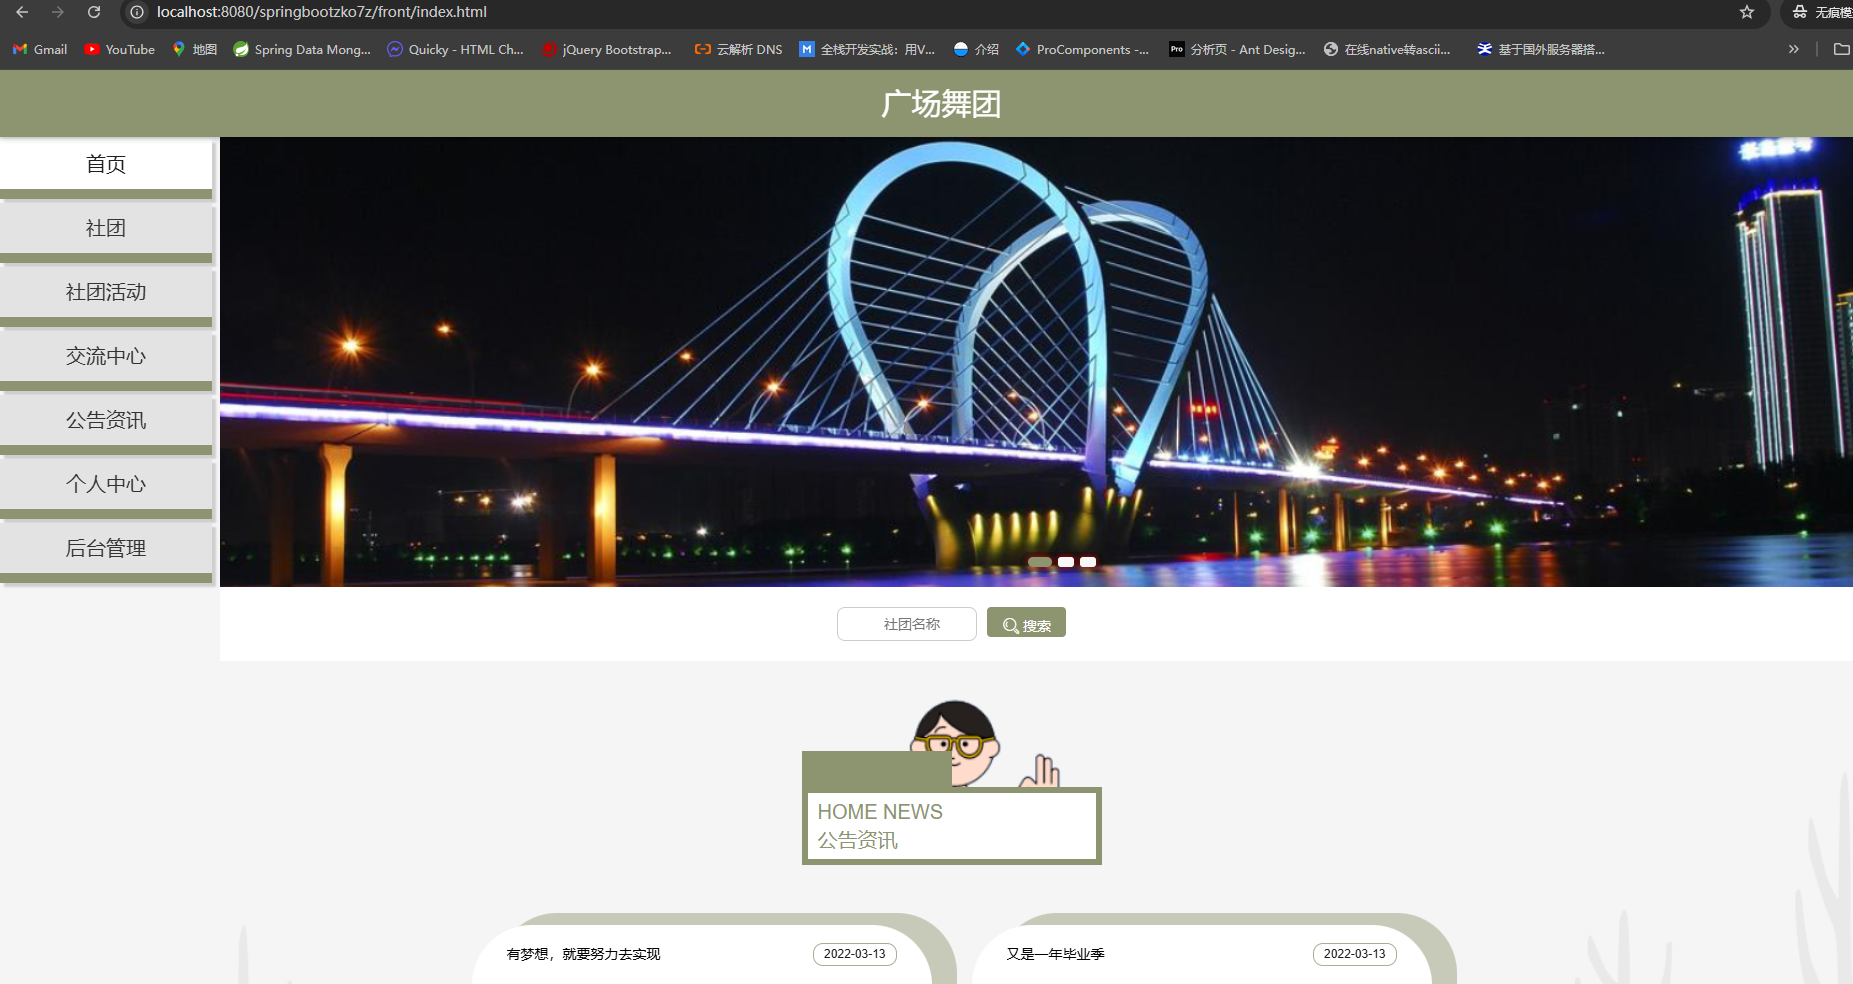 localhost:8080/springbootzko7z/front/index.html
Gmail
YouTube
地图
Spring Data Mong...
Quicky - HTML Ch...
jQuery Bootstrap...
云解析 DNS
全栈开发实战：用V...
介绍
ProComponents -...
分析页 - Ant Desig...
在线native转ascii...
基于国外服务器搭...
广场舞团
首页
社团
社团活动
交流中心
公告资讯
个人中心
后台管理
社团名称
搜索
HOME NEWS
公告资讯
有梦想，就要努力去实现
2022-03-13
又是一年毕业季
2022-03-13